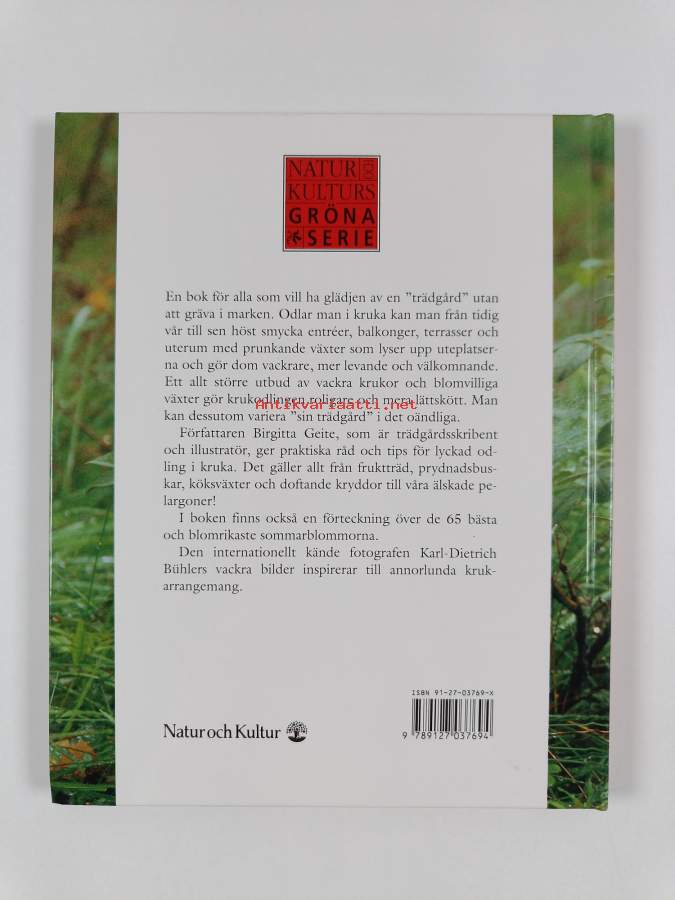 NATUR OCH
KULTURS
GRÖNA
SERIE
En bok för alla som vill ha glädjen av en ”trädgård” utan
att gräva i marken. Odlar man i kruka kan man från tidig
vår till sen höst smycka entréer, balkonger, terrasser och
uterum med prunkande växter som lyser upp uteplatser-
na och gör dom vackrare, mer levande och välkomnande.
Ett allt större utbud av vackra krukor och blomvilliga
växter gör krukodlingen roligare och mera lättskött. Man
Antikvariaatti.net
kan dessutom variera ”sin trädgård” i det oändliga.
Författaren Birgitta Geite, som är trädgårdsskribent
och illustratör, ger praktiska råd och tips för lyckad od-
ling i kruka. Det gäller allt från fruktträd, prydnadsbus-
kar, köksväxter och doftande kryddor till våra älskade pe-
largoner!
I boken finns också en förteckning över de 65 bästa
och blomrikaste sommarblommorna.
Den internationellt kände fotografen Karl-Dietrich
Bühlers vackra bilder inspirerar till annorlunda kruk-
arrangemang.
ISBN 91-27-03769-X
9 789127 037694
Natur och Kultur